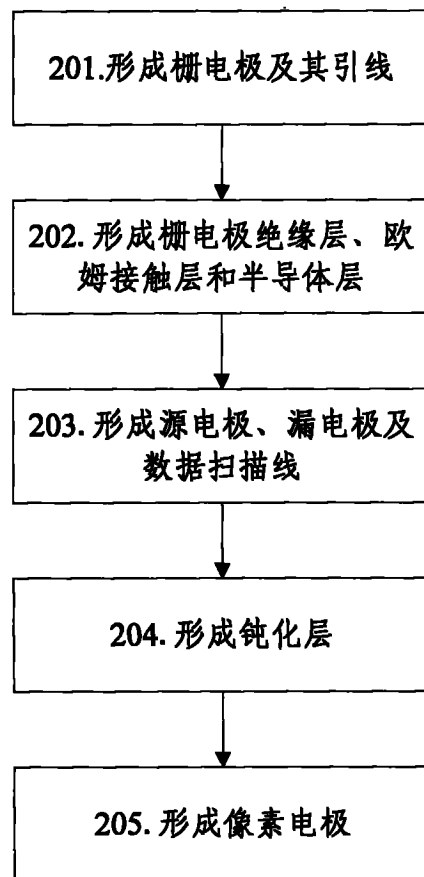 201.形成栅电极及其引线
202. 形成栅电极绝缘层、欧
姆接触层和半导体层
203. 形成源电极、漏电极及
数据扫描线
204. 形成钝化层
205. 形成像素电极